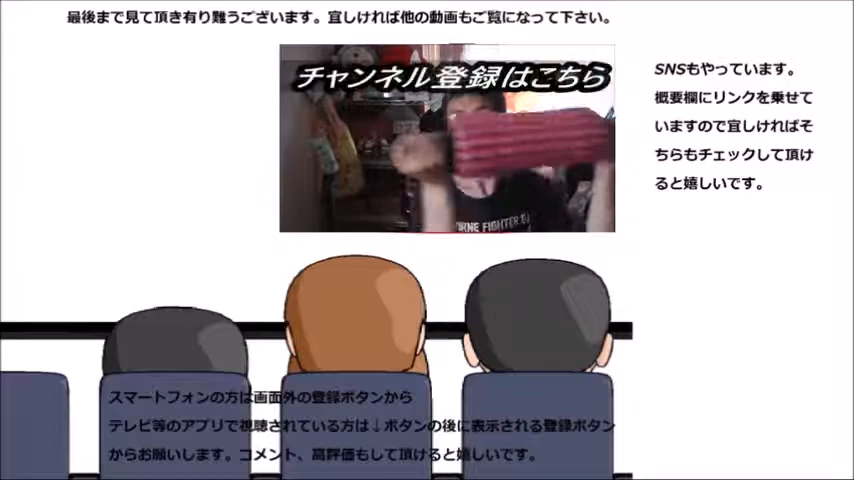 最後まで見て頂き有り難うございます。宜しければ他の動画もご覧になって下さい。
チャンネル登録はこちら
SNSもやっています。
概要欄にリンクを乗せて
いますので宜しければそ
ちらもチェックして頂け
ると嬉しいです。
FIGHTER
スマートフォンの方は画面外の登録ボタンから
テレビ等のアプリで視聴されている方は↓ボタンの後に表示される登録ボタン
からお願いします。コメント、高評価もして頂けると嬉しいです。